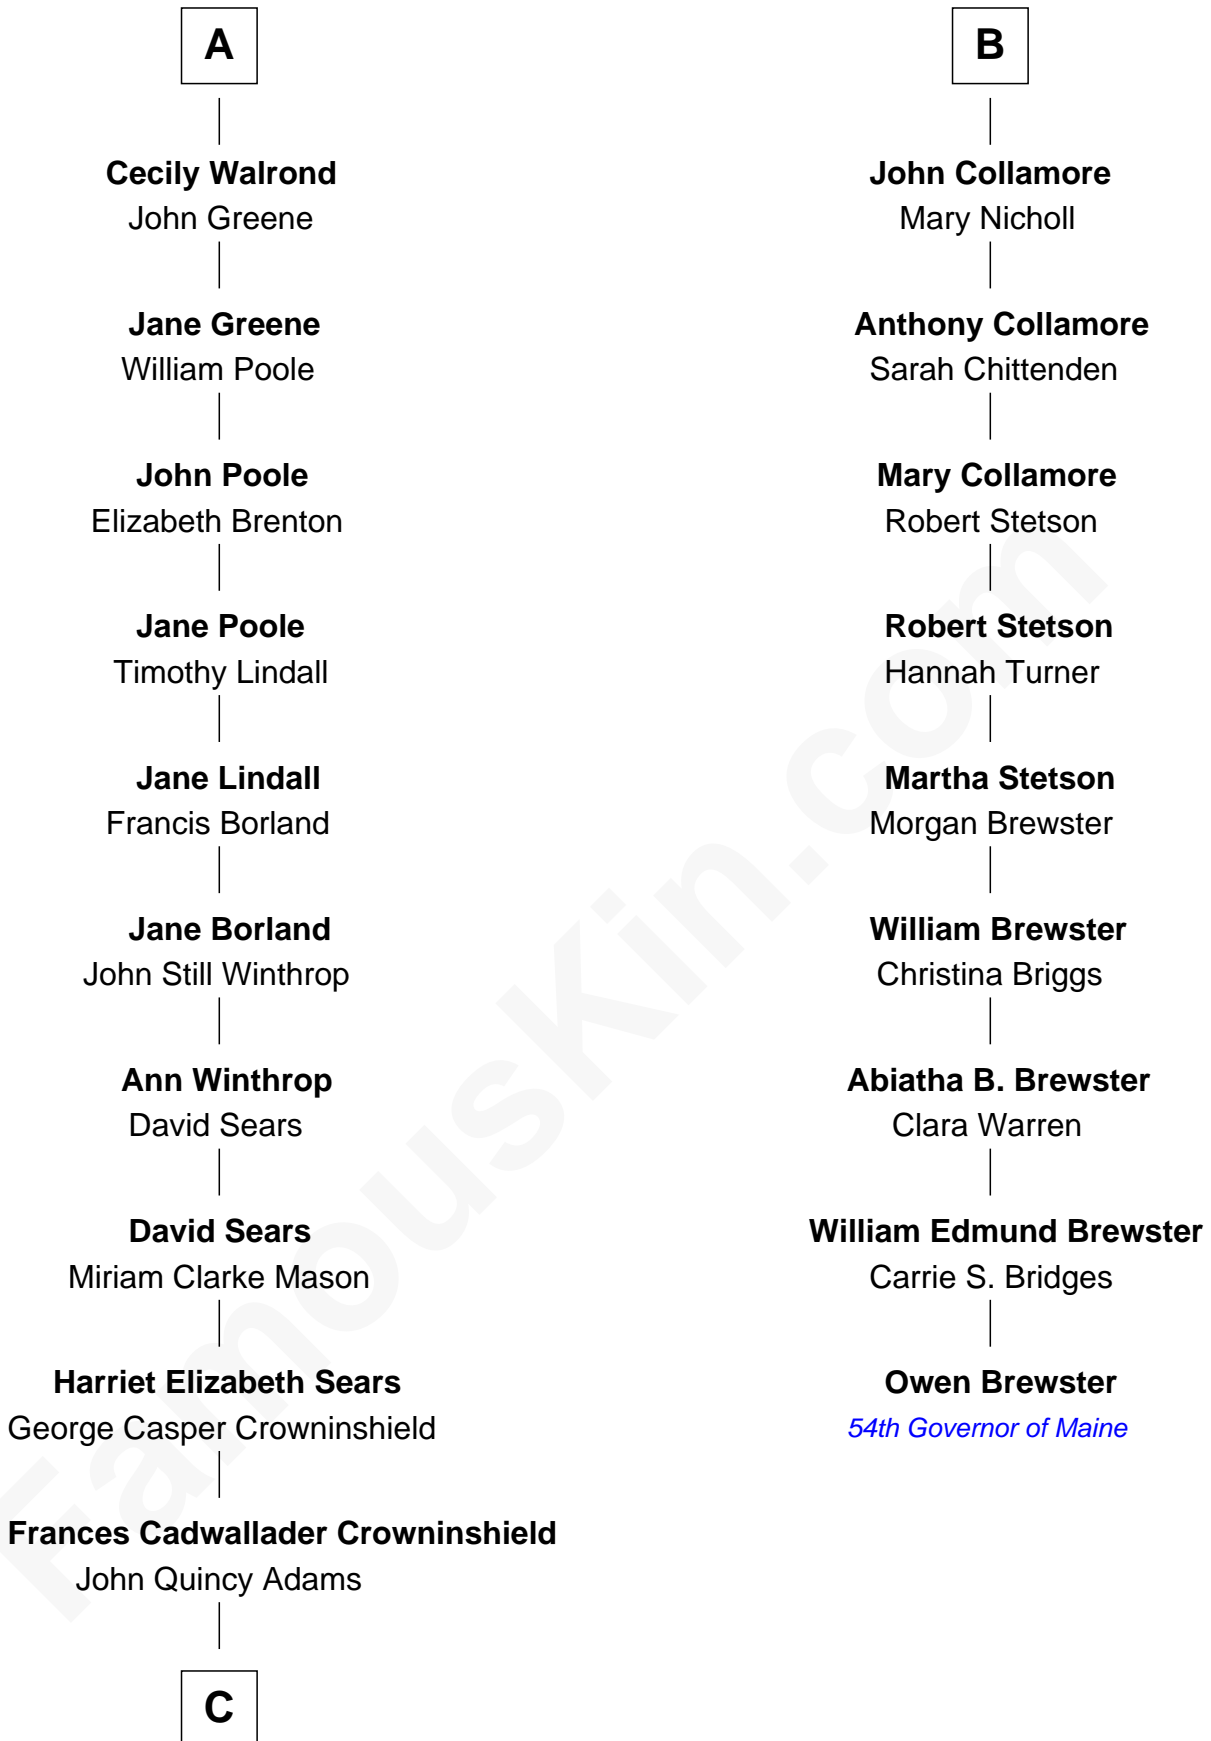 A
Cecily Walrond
John Greene
Jane Greene
William Poole
John Poole
Elizabeth Brenton
Jane Poole
Timothy Lindall
Jane Lindall
Francis Borland
Jane Borland
John Still Winthrop
Ann Winthrop
David Sears
David Sears
Miriam Clarke Mason
Harriet Elizabeth Sears
George Casper Crowninshield
Frances Cadwallader Crowninshield
John Quincy Adams
C
B
John Collamore
Mary Nicholl
Anthony Collamore
Sarah Chittenden
Mary Collamore
Robert Stetson
Robert Stetson
Hannah Turner
Martha Stetson
Morgan Brewster
William Brewster
Christina Briggs
Abiatha B. Brewster
Clara Warren
William Edmund Brewster
Carrie S. Bridges
Owen Brewster
54th Governor of Maine
FamousKin.com